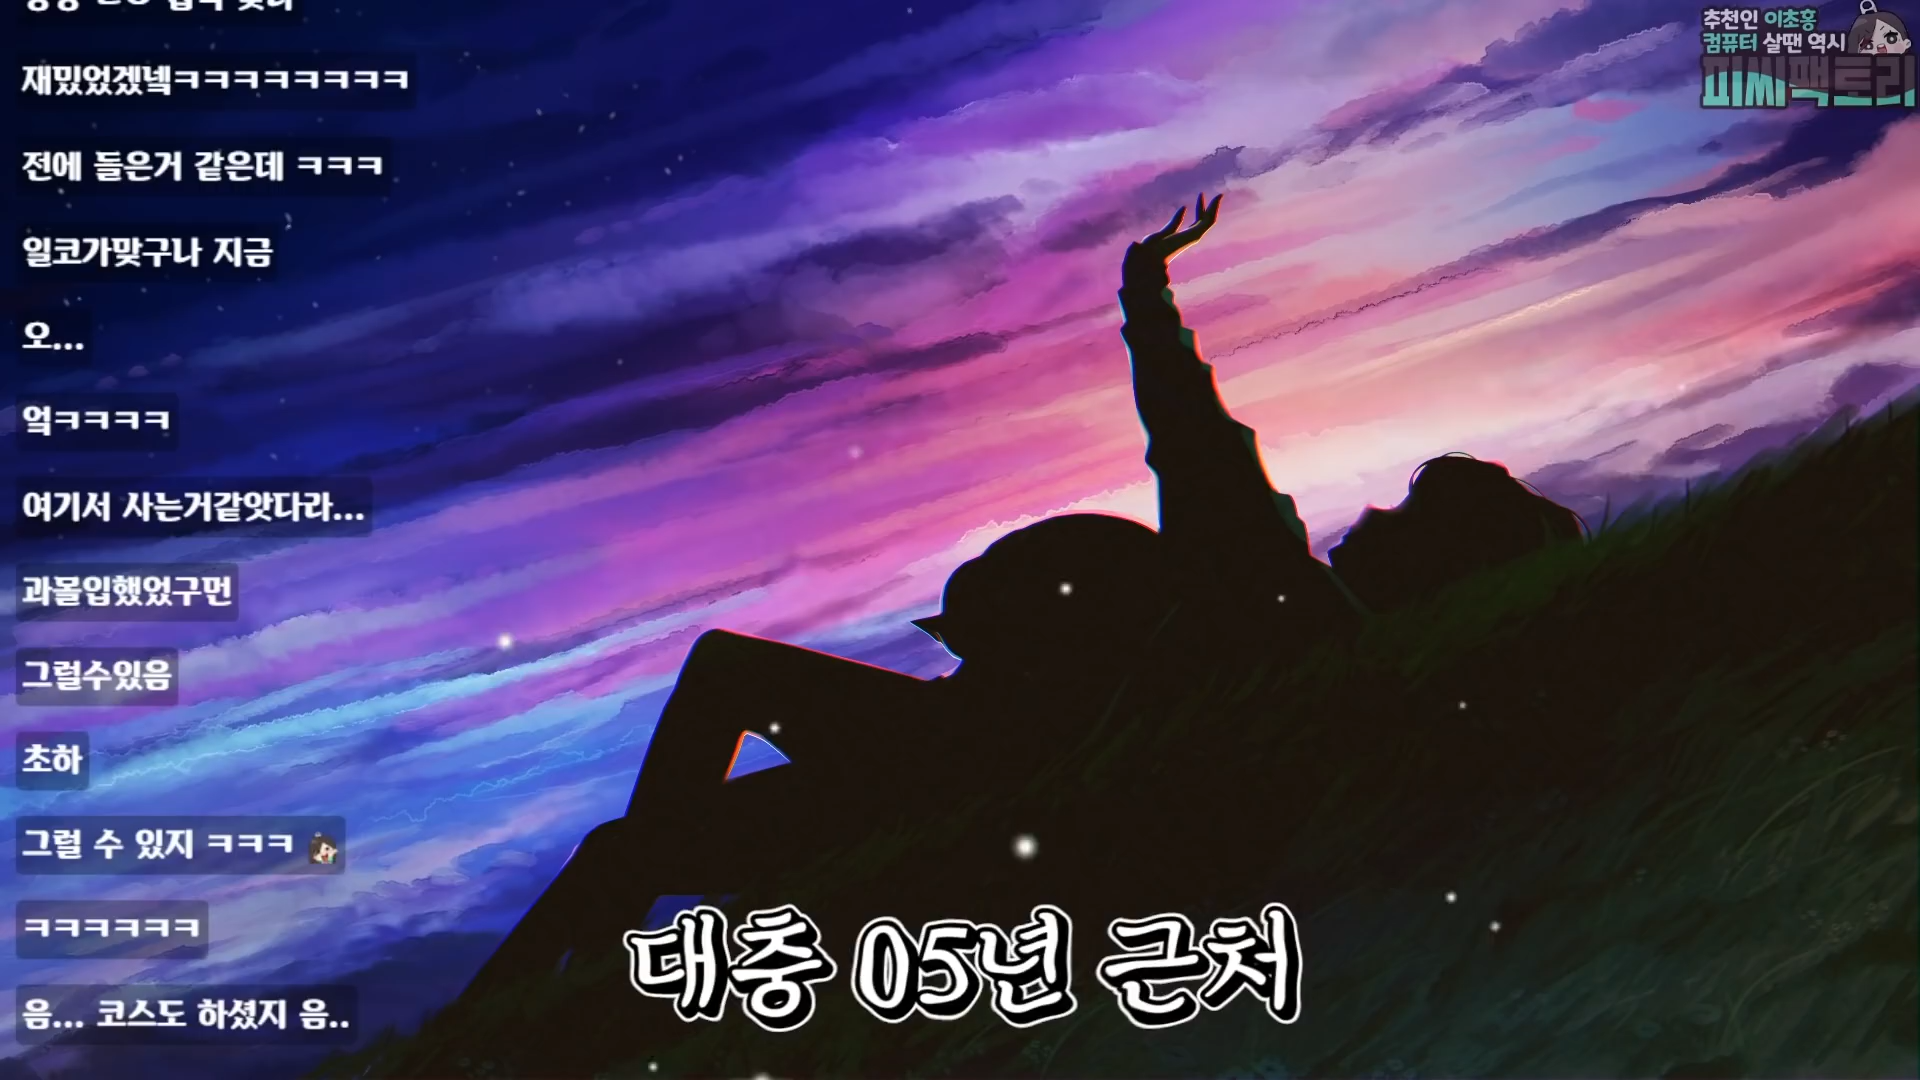 재밌었겠넼ㅋㅋㅋㅋㅋㅋㅋㅋ
전에 들은거 같은데 ㅋㅋㅋ
일코가맞구나 지금
오...
엌ㅋㅋㅋㅋ
여기서 사는거같앗다라...
과몰입했었구먼
그럴수있음
초하
그럴 수 있지 ㅋㅋㅋ
ㅋㅋㅋㅋㅋㅋ
음... 코스도 하셨지 음..
추천인 이초홍
컴퓨터 살땐 역시
피씨팩토리
대충 05년 근처